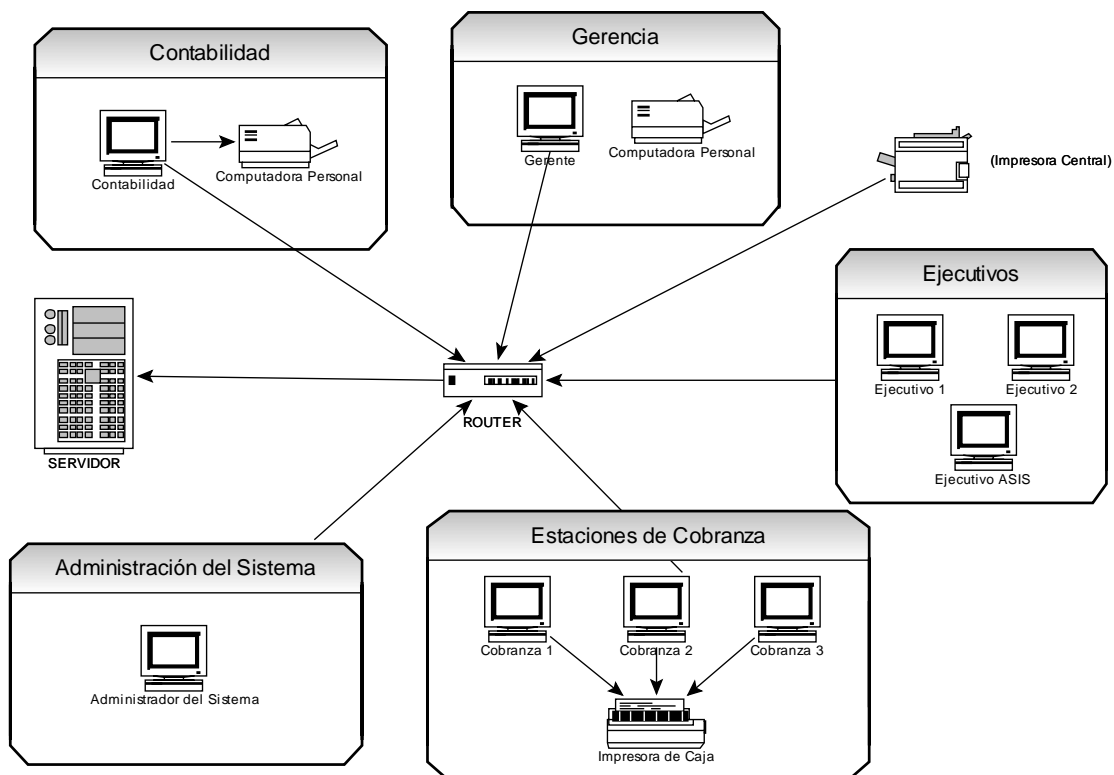 Contabilidad
Contabilidad
Computadora Personal
Gerencia
Gerente
Computadora Personal
(Impresora Central)
Ejecutivos
Ejecutivo 1
Ejecutivo 2
Ejecutivo ASIS
SERVIDOR
ROUTER
Administración del Sistema
Administrador del Sistema
Estaciones de Cobranza
Cobranza 1
Cobranza 2
Cobranza 3
Impresora de Caja